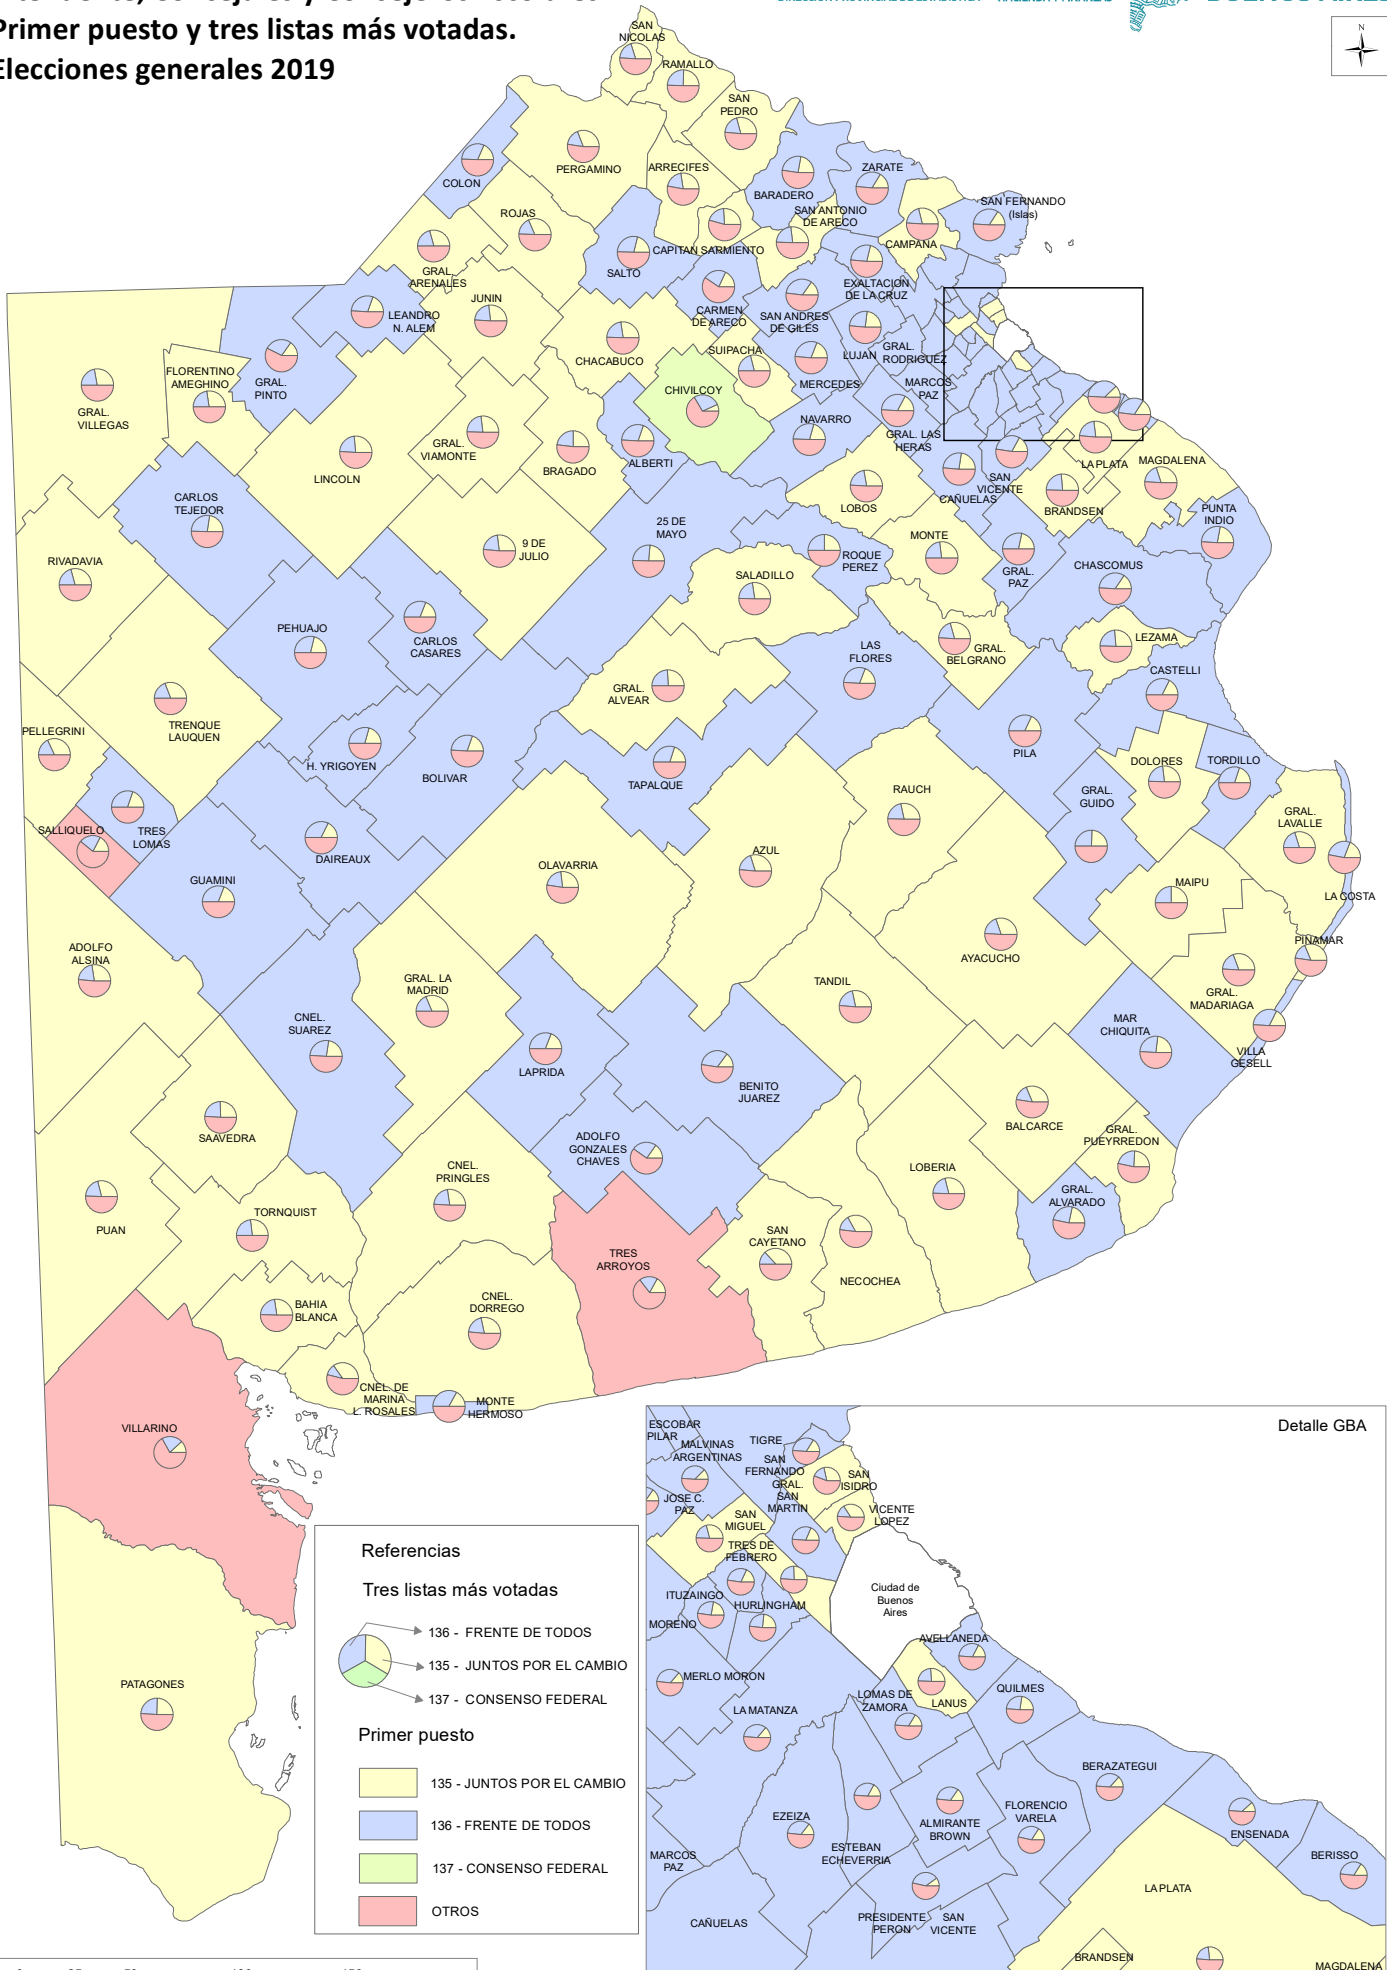 Primer puesto y tres listas más votadas.
Elecciones generales 2019
N
SAN
NICOLAS
RAMALLO
SAN
PEDRO
PERGAMINO
ARRECIFES
COLON
BARADERO
ZARATE
SAN FERNANDO
(Islas)
ROJAS
SAN ANTONIO
DE ARECO
CAPITAN SARMIENTO
CAMPANA
GRAL.
ARENALES
SALTO
EXALTACION
DE LA CRUZ
LEANDRO
N. ALEM
JUNIN
CARMEN
DE ARECO
SAN ANDRES
DE GILES
CHACABUCO
SUIPACHA
LUJAN
GRAL.
RODRIGUEZ
FLORENTINO
AMEGHINO
GRAL.
PINTO
GRAL.
VILLEGAS
CHIVILCOY
MERCEDES
MARCOS
PAZ
NAVARRO
GRAL. LAS
HERAS
GRAL.
VIAMONTE
BRAGADO
ALBERTI
LINCOLN
LA PLATA
MAGDALENA
CARLOS
TEJEDOR
LOBOS
CAÑUELAS
SAN
VICENTE
BRANDSEN
PUNTA
INDIO
25 DE
MAYO
9 DE
JULIO
ROQUE
PEREZ
MONTE
GRAL.
PAZ
CHASCOMUS
RIVADAVIA
SALADILLO
PEHUAJO
CARLOS
CASARES
LAS
FLORES
GRAL.
BELGRANO
LEZAMA
CASTELLI
GRAL.
ALVEAR
PELLEGRINI
TRENQUE
LAUQUEN
H. YRIGOYEN
BOLIVAR
TAPALQUE
PILA
DOLORES
TORDILLO
RAUCH
GRAL.
GUIDO
GRAL.
LAVALLE
SALLIQUELO
TRES
LOMAS
DAIREAUX
OLAVARRIA
AZUL
GUAMINI
MAIPU
LA COSTA
ADOLFO
ALSINA
AYACUCHO
PINAMAR
GRAL. LA
MADRID
TANDIL
GRAL.
MADARIAGA
CNEL.
SUAREZ
MAR
CHIQUITA
VILLA
GESELL
LAPRIDA
BENITO
JUAREZ
SAAVEDRA
BALCARCE
GRAL.
PUEYRREDON
ADOLFO
GONZALES
CHAVES
CNEL.
PRINGLES
LOBERIA
GRAL.
ALVARADO
PUAN
TORNQUIST
SAN
CAYETANO
TRES
ARROYOS
NECOCHEA
BAHIA
BLANCA
CNEL.
DORREGO
CNEL. DE
MARINA
L. ROSALES
MONTE
HERMOSO
VILLARINO
PATAGONES
Referencias
Tres listas más votadas
136 - FRENTE DE TODOS
135 - JUNTOS POR EL CAMBIO
137 - CONSENSO FEDERAL
Primer puesto
135 - JUNTOS POR EL CAMBIO
136 - FRENTE DE TODOS
137 - CONSENSO FEDERAL
OTROS
Detalle GBA
ESCOBAR
PILAR
MALVINAS
ARGENTINAS
TIGRE
SAN
FERNANDO
GRAL.
SAN
MARTIN
SAN
ISIDRO
JOSE C.
PAZ
VICENTE
LOPEZ
SAN
MIGUEL
TRES DE
FEBRERO
Ciudad de
Buenos
Aires
ITUZAINGO
HURLINGHAM
MORENO
AVELLANEDA
MERLO MORON
LOMAS DE
ZAMORA
LANUS
QUILMES
LA MATANZA
BERAZATEGUI
EZEIZA
FLORENCIO
VARELA
ALMIRANTE
BROWN
ENSENADA
ESTEBAN
ECHEVERRIA
MARCOS
PAZ
BERISSO
LA PLATA
CAÑUELAS
PRESIDENTE
PERON
SAN
VICENTE
BRANDSEN
MAGDALENA